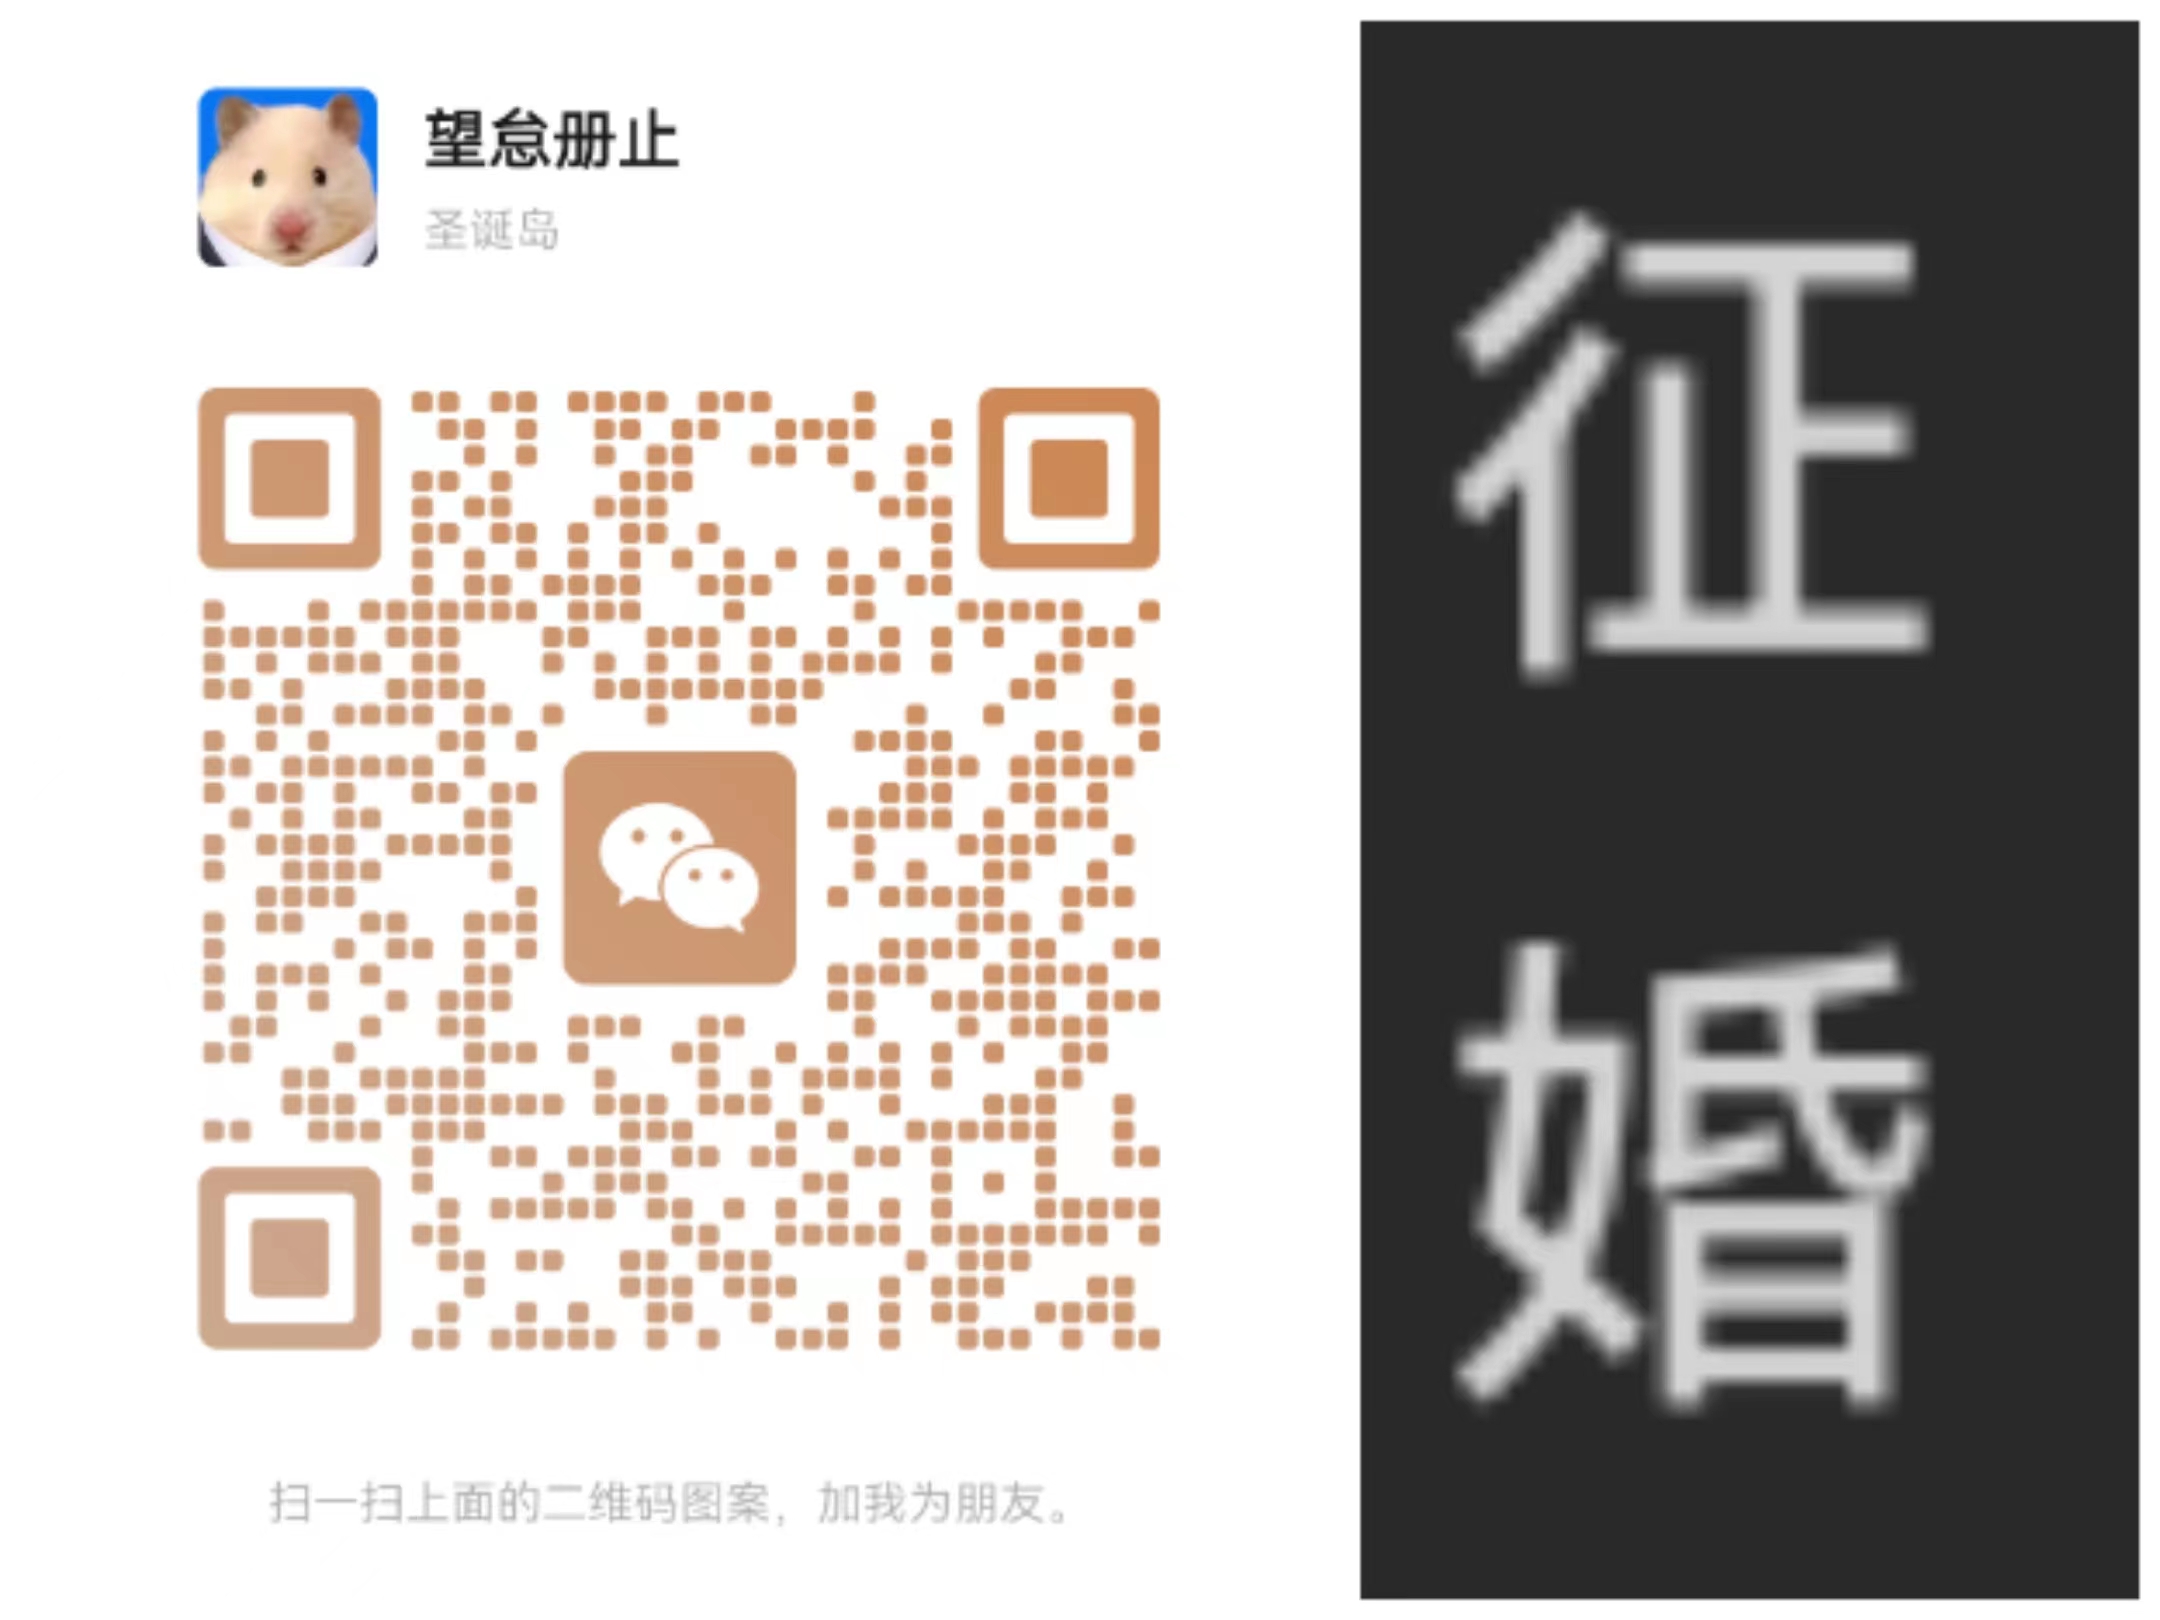 望怠册止
圣诞岛
扫一扫上面的二维码图案，加我为朋友。
征
婚